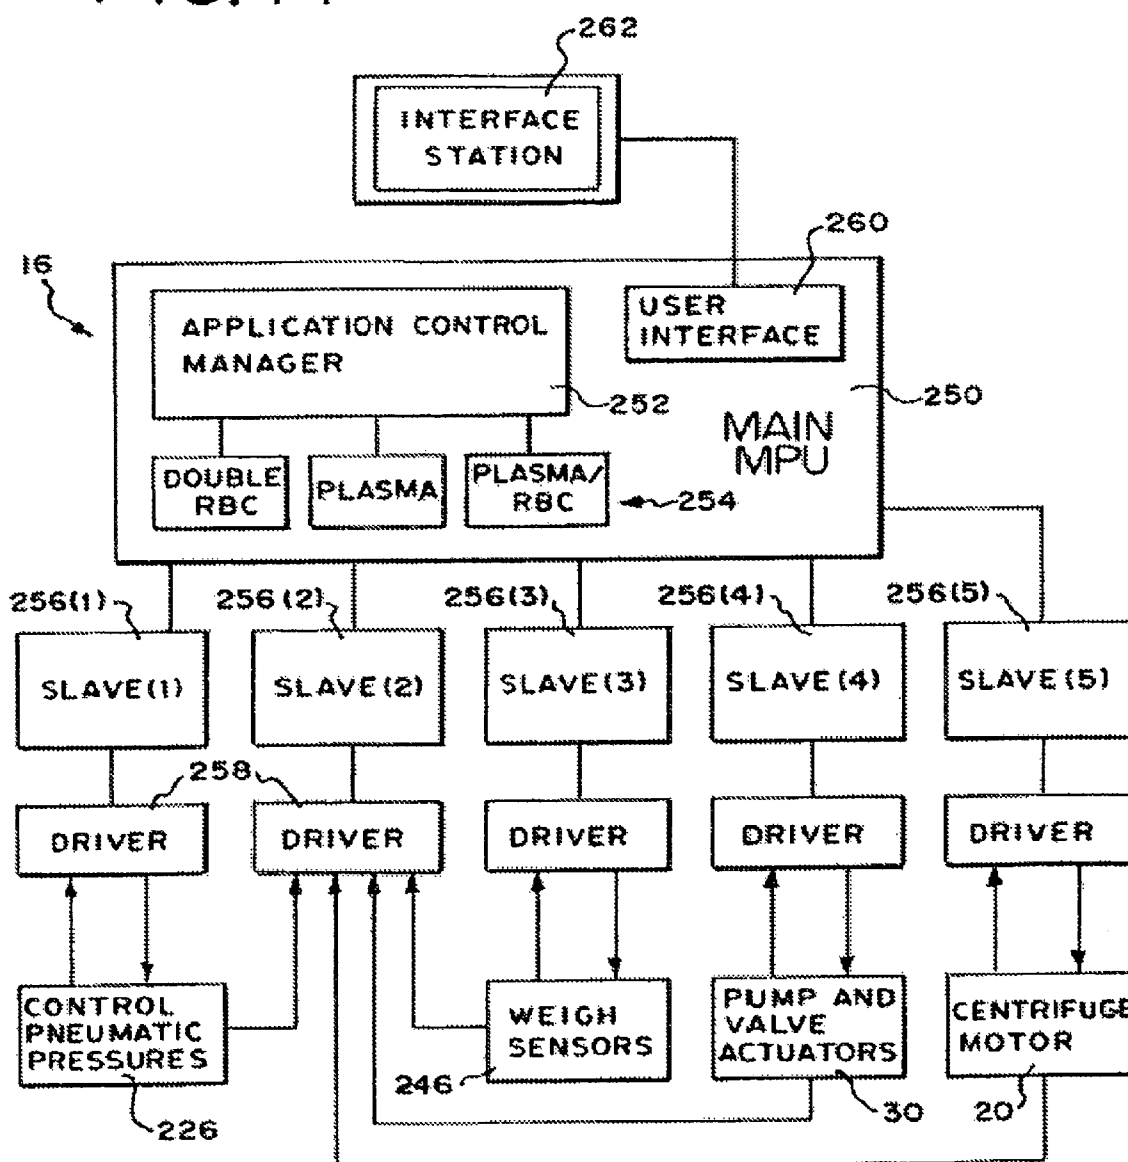 262
INTERFACE
STATION
260
16
USER
INTERFACE
APPLICATION CONTROL
MANAGER
252
250
MAIN
MPU
DOUBLE
RBC
PLASMA
PLASMA/
RBC
254
256(1)
256(2)
256(3)
256(4)
256(5)
SLAVE(1)
SLAVE(2)
SLAVE(3)
SLAVE(4)
SLAVE(5)
258
DRIVER
DRIVER
DRIVER
DRIVER
DRIVER
CONTROL
PNEUMATIC
PRESSURES
WEIGH
SENSORS
PUMP AND
VALVE
ACTUATORS
CENTRIFUGE
MOTOR
226
246
30
20